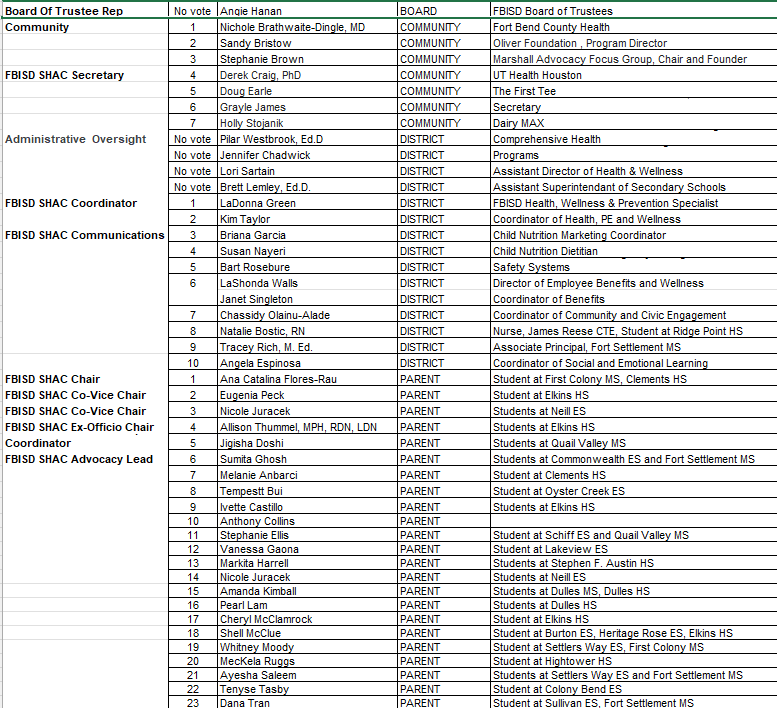 Board Of Trustee Rep No vote Angie Hanan BOARD FBISD Board of Trustees
Community 1 Nichole Brathwaite-Dingle, MD COMMUNITY Fort Bend County Health
2 Sandy Bristow COMMUNITY Oliver Foundation , Program Director
3 Stephanie Brown COMMUNITY Marshall Advocacy Focus Group, Chair and Founder
FBISD SHAC Secretary 4 Derek Craig, PhD COMMUNITY UT Health Houston
5 Doug Earle COMMUNITY The First Tee
6 Grayle James COMMUNITY Secretary
7 Holly Stojanik COMMUNITY Dairy MAX
Administrative Oversight No vote Pilar Westbrook, Ed.D DISTRICT Comprehensive Health
No vote Jennifer Chadwick DISTRICT Programs
No vote Lori Sartain DISTRICT Assistant Director of Health & Wellness
No vote Brett Lemley, Ed.D. DISTRICT Assistant Superintendent of Secondary Schools
FBISD SHAC Coordinator 1 LaDonna Green DISTRICT FBISD Health, Wellness & Prevention Specialist
2 Kim Taylor DISTRICT Coordinator of Health, PE and Wellness
FBISD SHAC Communications 3 Briana Garcia DISTRICT Child Nutrition Marketing Coordinator
4 Susan Nayeri DISTRICT Child Nutrition Dietitian
5 Bart Rosebure DISTRICT Safety Systems
6 LaShonda Walls DISTRICT Director of Employee Benefits and Wellness
Janet Singleton DISTRICT Coordinator of Benefits
7 Chassidy Olainu-Alade DISTRICT Coordinator of Community and Civic Engagement
8 Natalie Bostic, RN DISTRICT Nurse, James Reese CTE, Student at Ridge Point HS
9 Tracey Rich, M. Ed. DISTRICT Associate Principal, Fort Settlement MS
10 Angela Espinosa DISTRICT Coordinator of Social and Emotional Learning
FBISD SHAC Chair 1 Ana Catalina Flores-Rau PARENT Student at First Colony MS, Clements HS
FBISD SHAC Co-Vice Chair 2 Eugenia Peck PARENT Students at Elkins HS
FBISD SHAC Co-Vice Chair 3 Nicole Juracek PARENT Students at Neill ES
FBISD SHAC Ex-Officio Chair 4 Allison Thummel, MPH, RDN, LDN PARENT Students at Elkins HS
Coordinator 5 Jigisha Doshi PARENT Students at Quail Valley MS
FBISD SHAC Advocacy Lead 6 Sumita Ghosh PARENT Students at Commonwealth ES and Fort Settlement MS
7 Melanie Anbarci PARENT Student at Clements HS
8 Tempestt Bui PARENT Student at Oyster Creek ES
9 Ivette Castillo PARENT Students at Elkins HS
10 Anthony Collins PARENT
11 Stephanie Ellis PARENT Student at Schiff ES and Quail Valley MS
12 Vanessa Gaona PARENT Student at Lakeview ES
13 Markita Harrell PARENT Students at Stephen F. Austin HS
14 Nicole Juracek PARENT Students at Neill ES
15 Amanda Kimball PARENT Students at Dulles MS, Dulles HS
16 Pearl Lam PARENT Students at Dulles HS
17 Cheryl McClamrock PARENT Student at Elkins HS
18 Shell McClue PARENT Student at Burton ES, Heritage Rose ES, Elkins HS
19 Whitney Moody PARENT Student at Settlers Way ES, First Colony MS
20 MecKela Ruggs PARENT Student at Hightower HS
21 Ayesha Saleem PARENT Students at Settlers Way ES and Fort Settlement MS
22 Tenyse Tasby PARENT Student at Colony Bend ES
23 Dana Tran PARENT Student at Sullivan ES, Fort Settlement MS